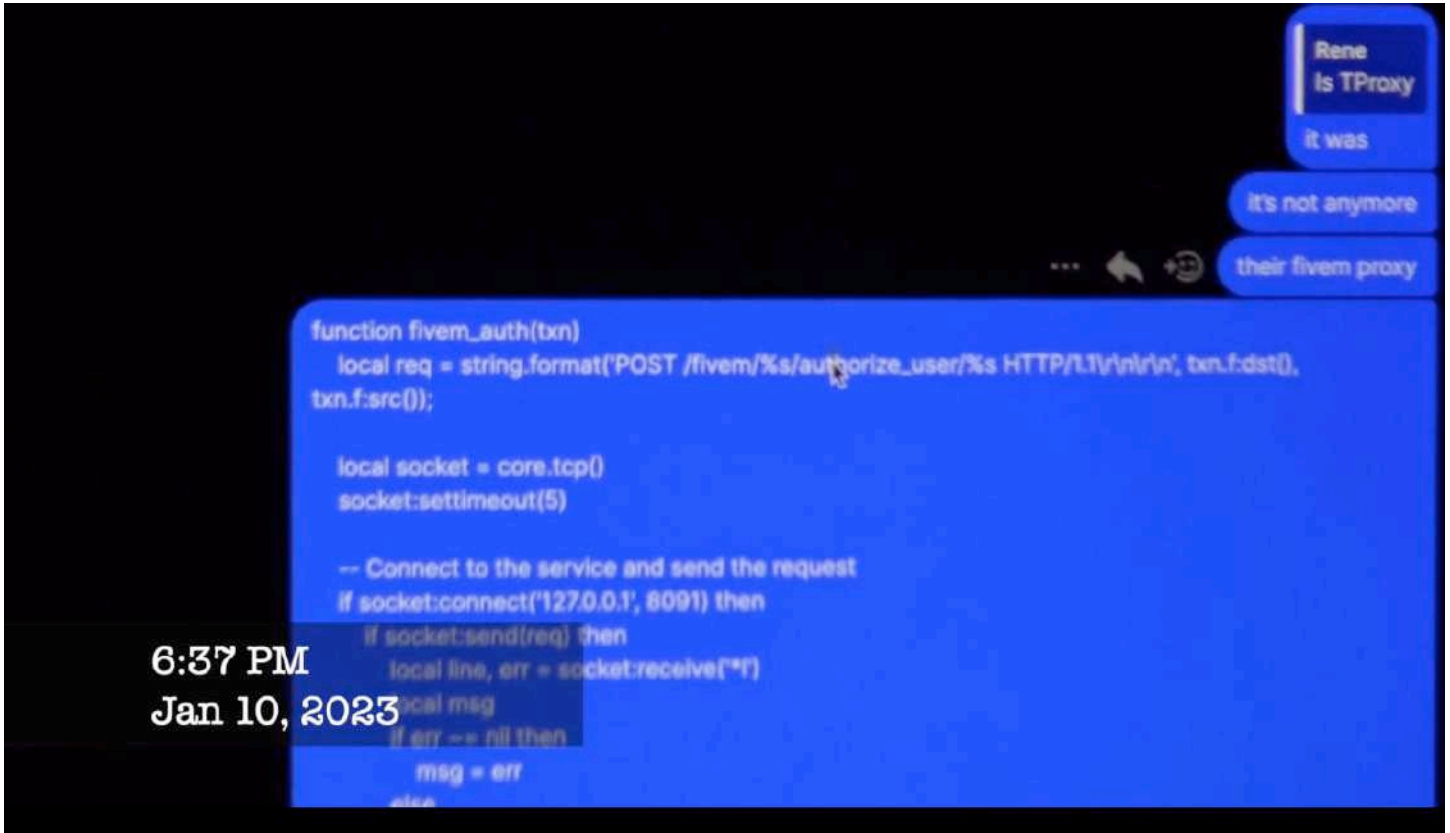 Rene
Is TProxy
it was
it's not anymore
their fivem proxy
function fivem_auth(txn)
local req = string.format('POST /fivem/%s/authorize_user/%s HTTP/1.1\r\n\r\n', txn.f:dst(),
txn.f:src());
local socket = core.tcp()
socket:settimeout(5)
-- Connect to the service and send the request
if socket:connect('127.0.0.1', 8091) then
if socket:send(req) then
local line, err = socket:receive('*l')
local msg
if err ~= nil then
msg = err
else
6:37 PM
Jan 10, 2023